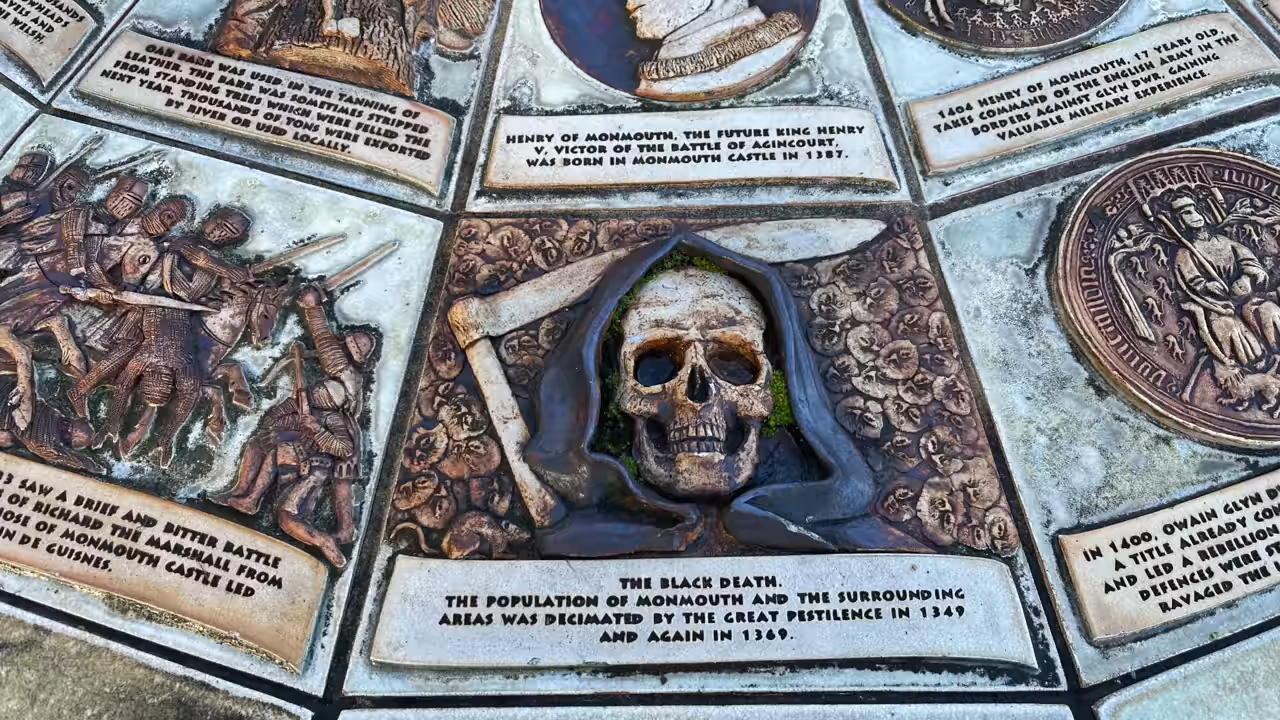 AND
AND
WELSH.
OAK BARK WAS USED IN THE TANNING OF
LEATHER. THE BARK WAS SOMETIMES STRIPPED
FROM STANDING TREES WHICH WERE FELLED THE
NEXT YEAR. THOUSANDS OF TONS WERE EXPORTED
BY RIVER OR USED LOCALLY.
HENRY OF MONMOUTH, THE FUTURE KING HENRY
V, VICTOR OF THE BATTLE OF AGINCOURT,
WAS BORN IN MONMOUTH CASTLE IN 1387.
1404 HENRY OF MONMOUTH, 17 YEARS OLD,
TAKES COMMAND OF THE ENGLISH ARMY IN THE
BORDERS AGAINST GLYN DWR, GAINING
VALUABLE MILITARY EXPERIENCE.
SAW A BRIEF AND BITTER BATTLE
OF RICHARD THE MARSHALL FROM
OF MONMOUTH CASTLE LED
DE GUISNES.
THE BLACK DEATH.
THE POPULATION OF MONMOUTH AND THE SURROUNDING
AREAS WAS DECIMATED BY THE GREAT PESTILENCE IN 1349
AND AGAIN IN 1369.
IN 1400, OWAIN GLYN
A TITLE ALREADY
AND LED A REBELLION
DEFENCES WERE
RAVAGED THE